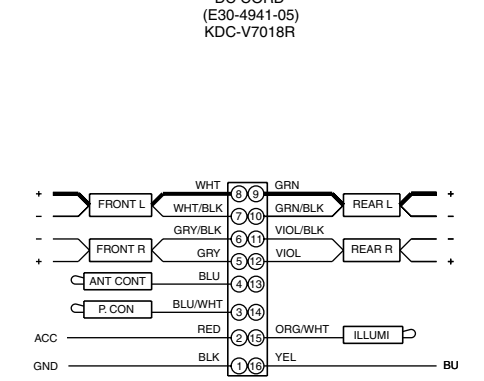 (E30-4941-05)
KDC-V7018R
WHT 8 9 GRN
+ FRONT L REAR L +
- WHT/BLK 7 10 GRN/BLK -
- GRY/BLK 6 11 VIOL/BLK -
FRONT R REAR R
+ GRY 5 12 VIOL +
ANT CONT BLU 4 13
P. CON BLU/WHT 3 14
ACC RED 2 15 ORG/WHT ILLUMI
GND BLK 1 16 YEL BU